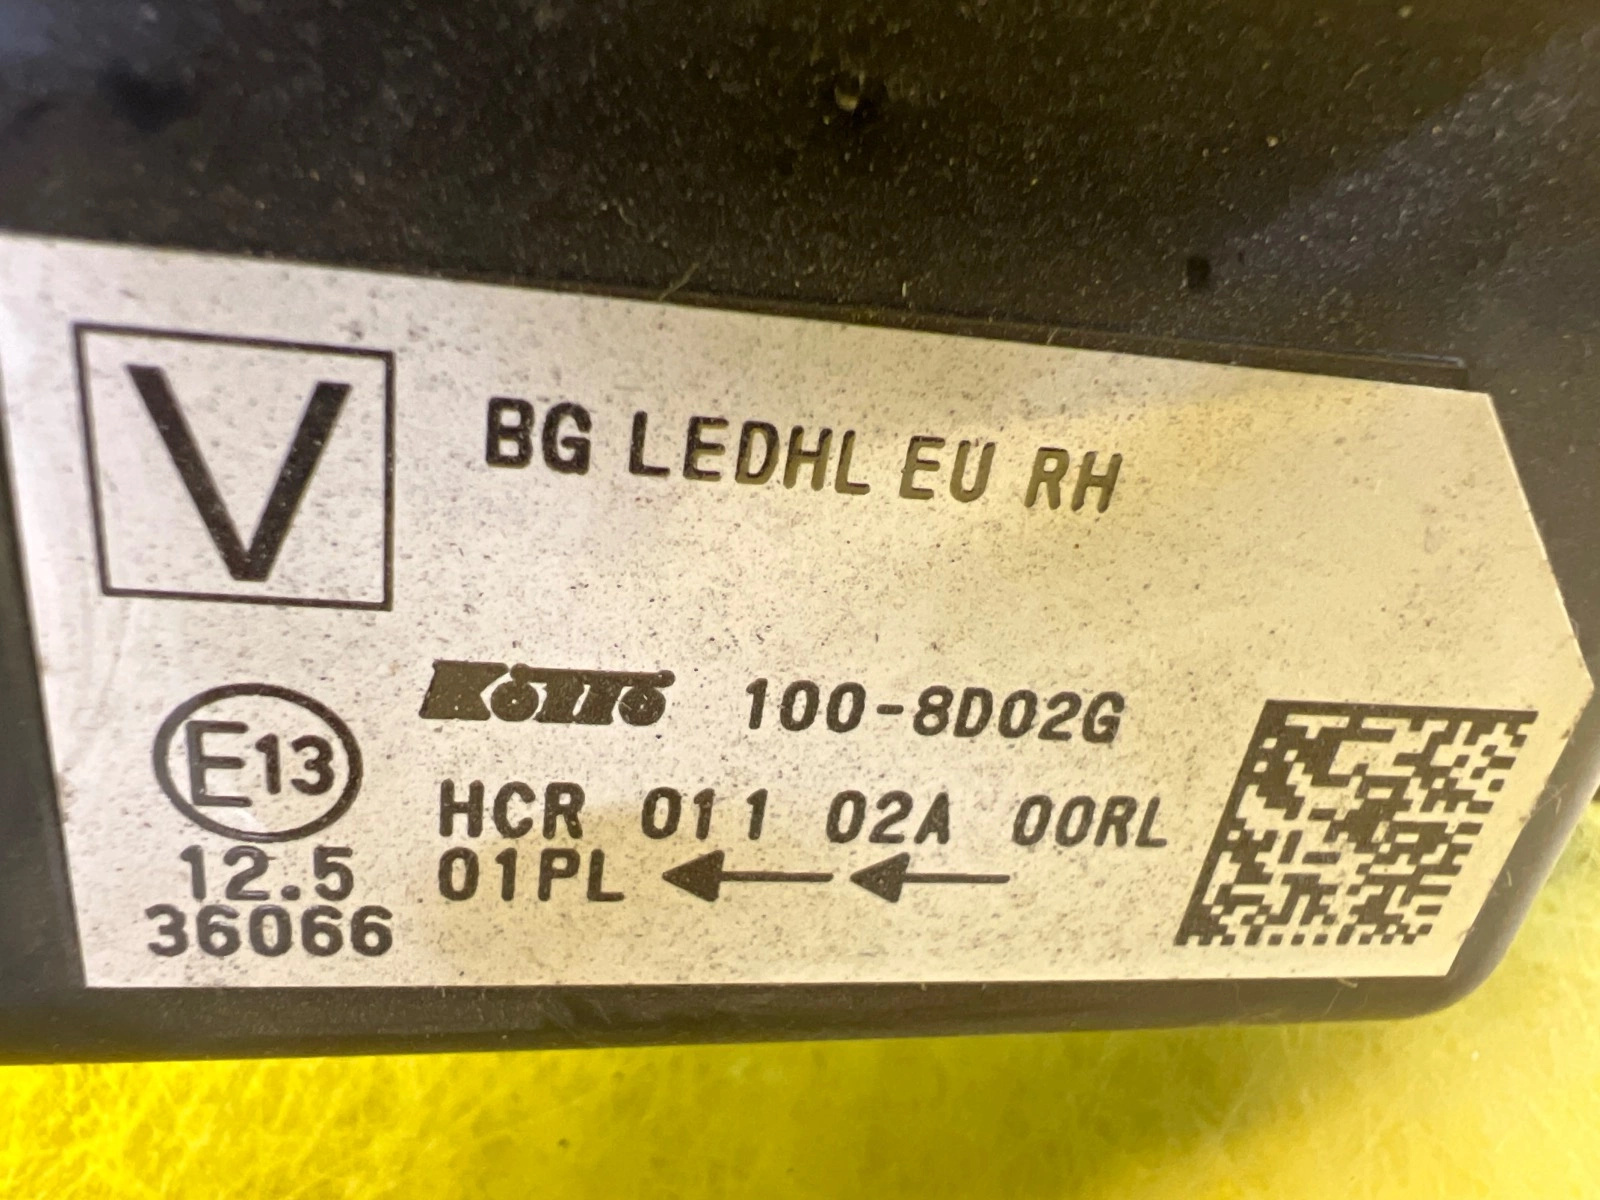 V
BG LEDHL EU RH
KOITO 100-8D02G
E13
HCR 011 02A 00RL
12.5
01PL
36066